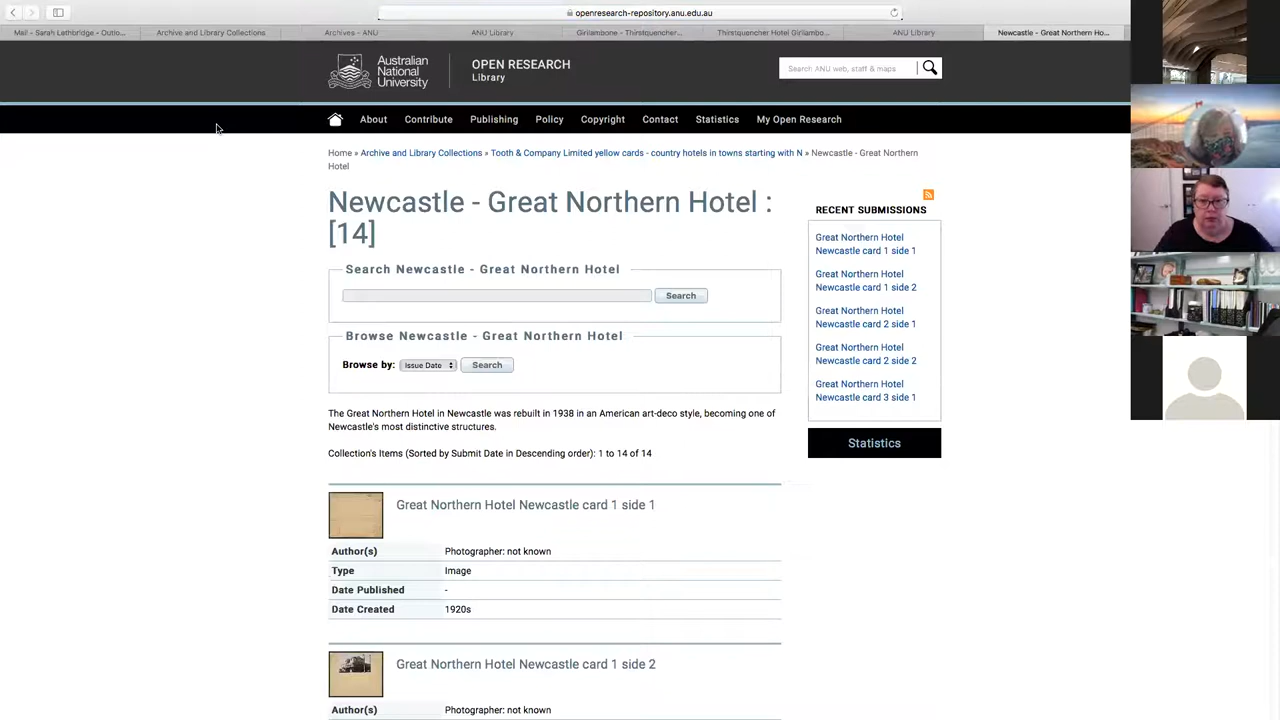 openresearch-repository.anu.edu.au
Mail - Sarah Lethbridge - Outlo...
Archive and Library Collections
Archives - ANU
ANU Library
Girilambone - Thirstquencher...
Thirstquencher Hotel Girilambo...
ANU Library
Newcastle - Great Northern Ho...
Australian
National
University
OPEN RESEARCH
Library
Search ANU web, staff & maps
About
Contribute
Publishing
Policy
Copyright
Contact
Statistics
My Open Research
Home » Archive and Library Collections » Tooth & Company Limited yellow cards - country hotels in towns starting with N » Newcastle - Great Northern
Hotel
Newcastle - Great Northern Hotel :
[14]
Search Newcastle - Great Northern Hotel
Search
Browse Newcastle - Great Northern Hotel
Browse by: Issue Date Search
The Great Northern Hotel in Newcastle was rebuilt in 1938 in an American art-deco style, becoming one of
Newcastle's most distinctive structures.
Collection's Items (Sorted by Submit Date in Descending order): 1 to 14 of 14
Great Northern Hotel Newcastle card 1 side 1
Author(s) Photographer: not known
Type Image
Date Published -
Date Created 1920s
Great Northern Hotel Newcastle card 1 side 2
Author(s) Photographer: not known
RECENT SUBMISSIONS
Great Northern Hotel
Newcastle card 1 side 1
Great Northern Hotel
Newcastle card 1 side 2
Great Northern Hotel
Newcastle card 2 side 1
Great Northern Hotel
Newcastle card 2 side 2
Great Northern Hotel
Newcastle card 3 side 1
Statistics